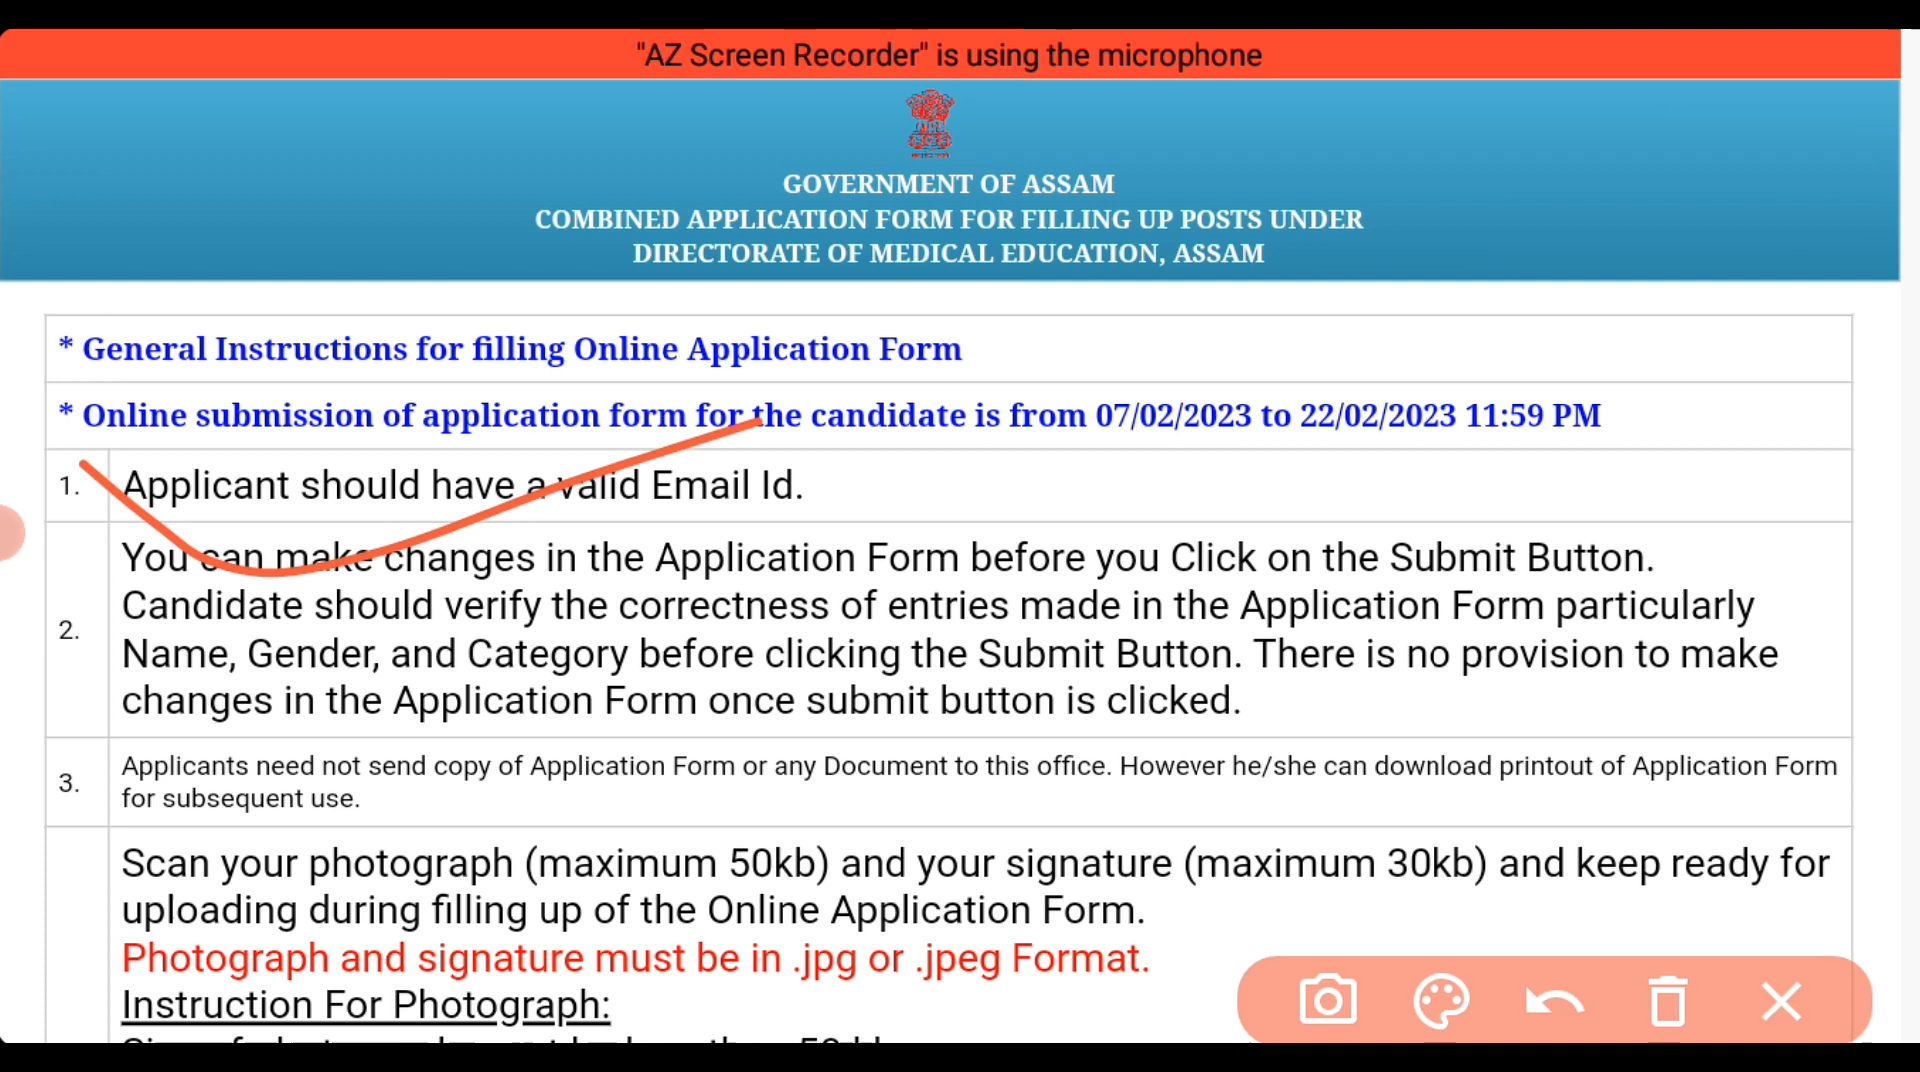 "AZ Screen Recorder" is using the microphone
GOVERNMENT OF ASSAM
COMBINED APPLICATION FORM FOR FILLING UP POSTS UNDER
DIRECTORATE OF MEDICAL EDUCATION, ASSAM
* General Instructions for filling Online Application Form
* Online submission of application form for the candidate is from 07/02/2023 to 22/02/2023 11:59 PM
1. Applicant should have a valid Email Id.
2. You can make changes in the Application Form before you Click on the Submit Button.
Candidate should verify the correctness of entries made in the Application Form particularly
Name, Gender, and Category before clicking the Submit Button. There is no provision to make
changes in the Application Form once submit button is clicked.
3. Applicants need not send copy of Application Form or any Document to this office. However he/she can download printout of Application Form
for subsequent use.
Scan your photograph (maximum 50kb) and your signature (maximum 30kb) and keep ready for
uploading during filling up of the Online Application Form.
Photograph and signature must be in .jpg or .jpeg Format.
Instruction For Photograph: